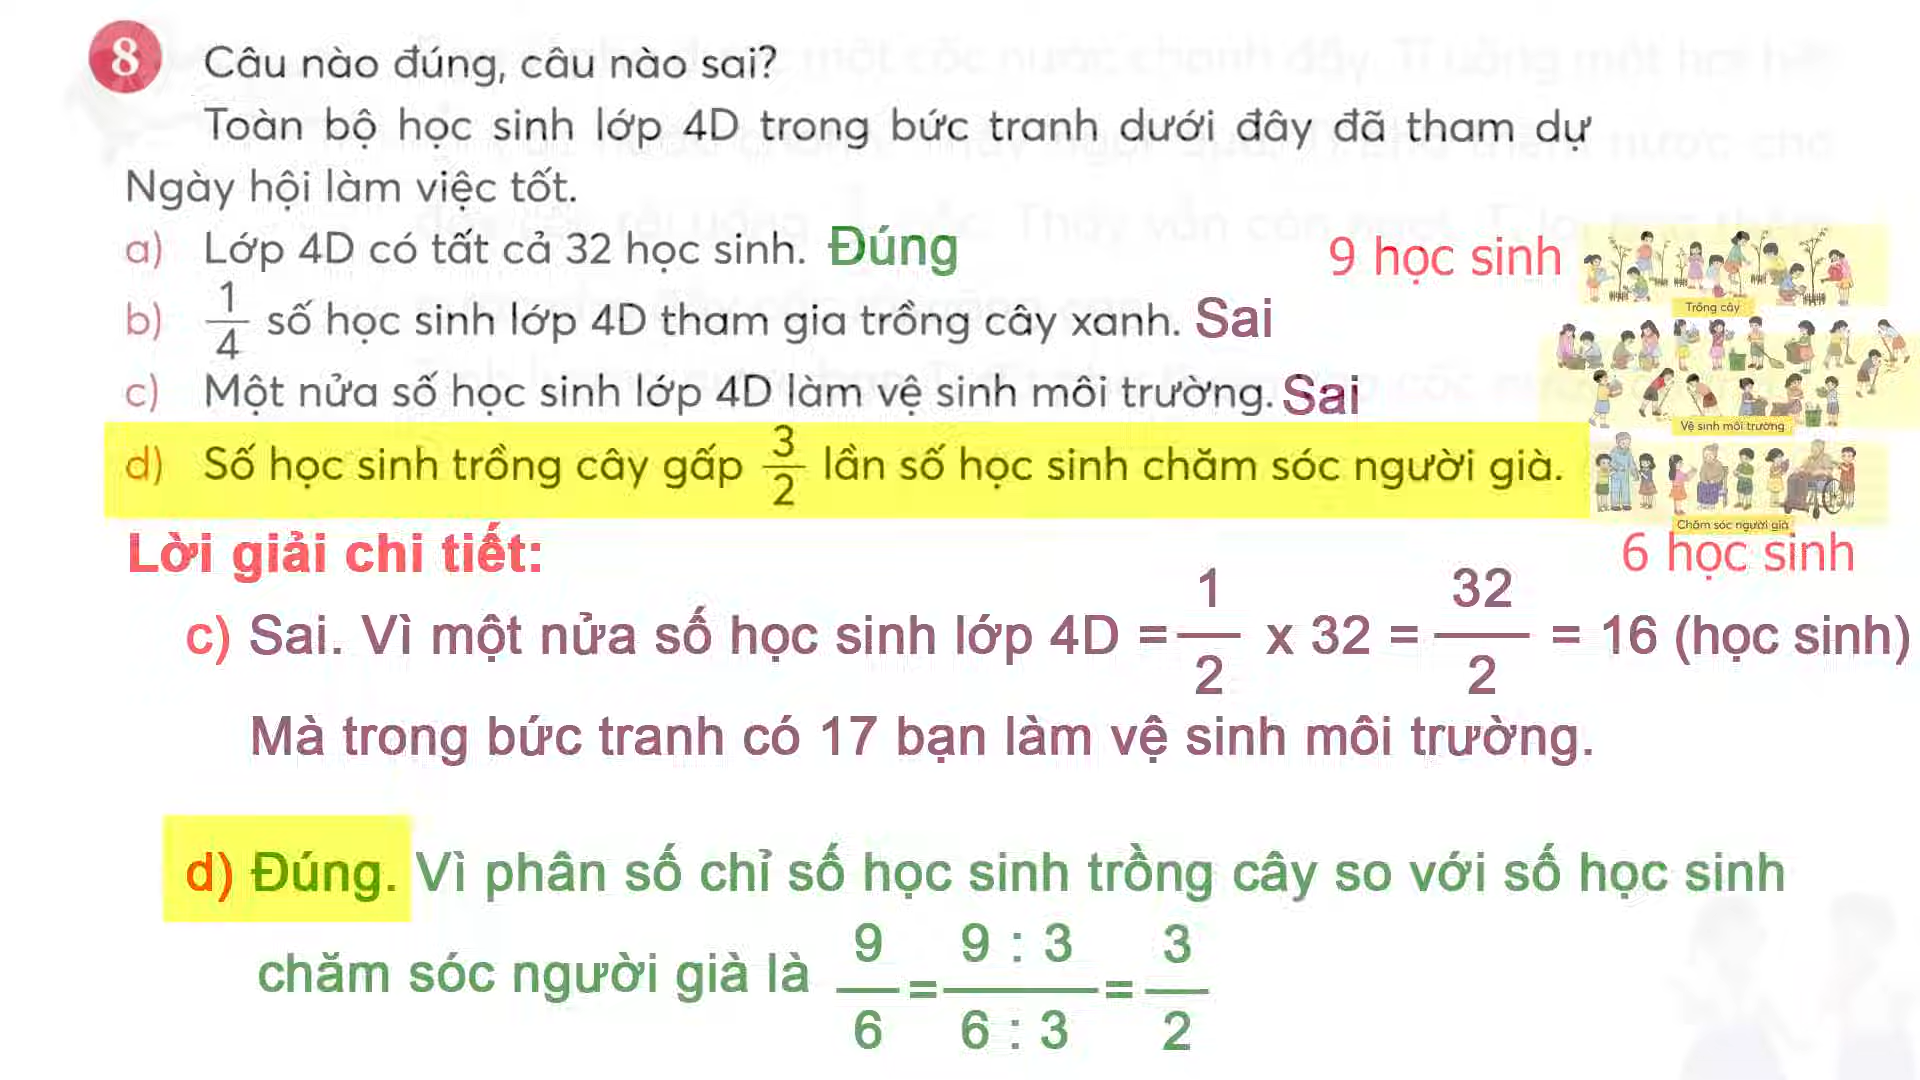 8 Câu nào đúng, câu nào sai?
Toàn bộ học sinh lớp 4D trong bức tranh dưới đây đã tham dự
Ngày hội làm việc tốt.
a) Lớp 4D có tất cả 32 học sinh. Đúng
9 học sinh
Trồng cây
b) 1/4 số học sinh lớp 4D tham gia trồng cây xanh. Sai
c) Một nửa số học sinh lớp 4D làm vệ sinh môi trường. Sai
Vệ sinh môi trường
d) Số học sinh trồng cây gấp 3/2 lần số học sinh chăm sóc người già.
Chăm sóc người già
6 học sinh
Lời giải chi tiết:
c) Sai. Vì một nửa số học sinh lớp 4D = 1/2 x 32 = 32/2 = 16 (học sinh)
Mà trong bức tranh có 17 bạn làm vệ sinh môi trường.
d) Đúng. Vì phân số chỉ số học sinh trồng cây so với số học sinh
chăm sóc người già là 9/6 = 9 : 3/6 : 3 = 3/2